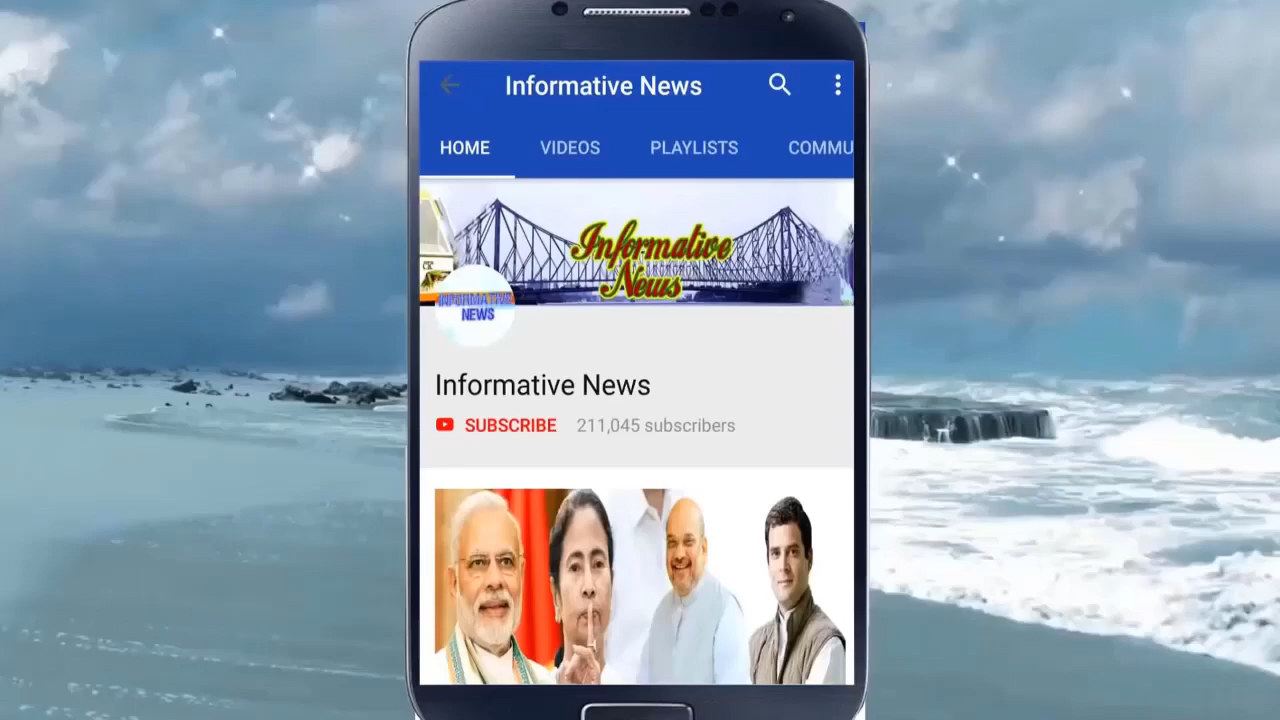 Informative News
HOME VIDEOS PLAYLISTS COMMU
Informative
News
INFORMATIVE
NEWS
Informative News
SUBSCRIBE 211,045 subscribers